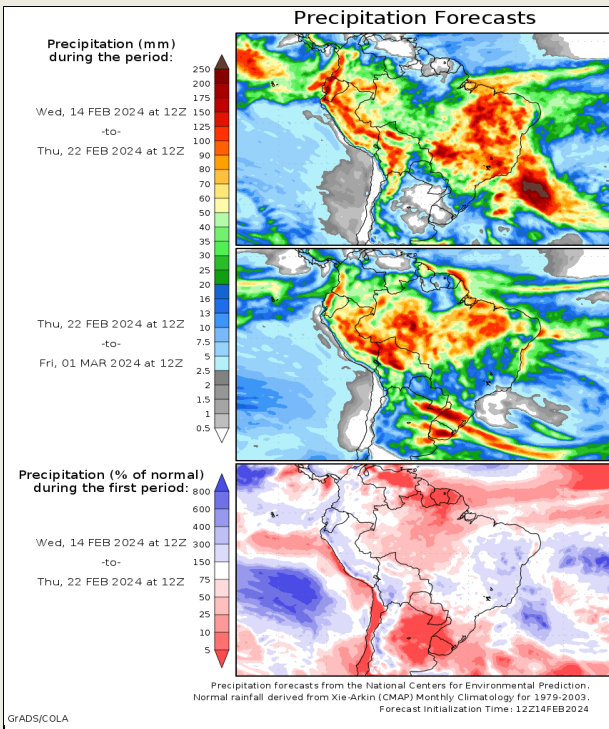 Precipitation Forecasts
Precipitation (mm)
during the period:
Wed, 14 FEB 2024 at 12Z
-to-
Thu, 22 FEB 2024 at 12Z
250
200
175
150
125
100
90
80
70
60
50
40
35
30
25
20
16
13
10
7.5
5
2.5
2
1.5
1
0.5
Thu, 22 FEB 2024 at 12Z
-to-
Fri, 01 MAR 2024 at 12Z
Precipitation (% of normal)
during the first period:
Wed, 14 FEB 2024 at 12Z
-to-
Thu, 22 FEB 2024 at 12Z
800
600
400
300
150
75
50
25
10
5
Precipitation forecasts from the National Centers for Environmental Prediction.
Normal rainfall derived from Xie-Arkin (CMAP) Monthly Climatology for 1979-2003.
Forecast Initialization Time: 12Z14FEB2024
GrADS/COLA